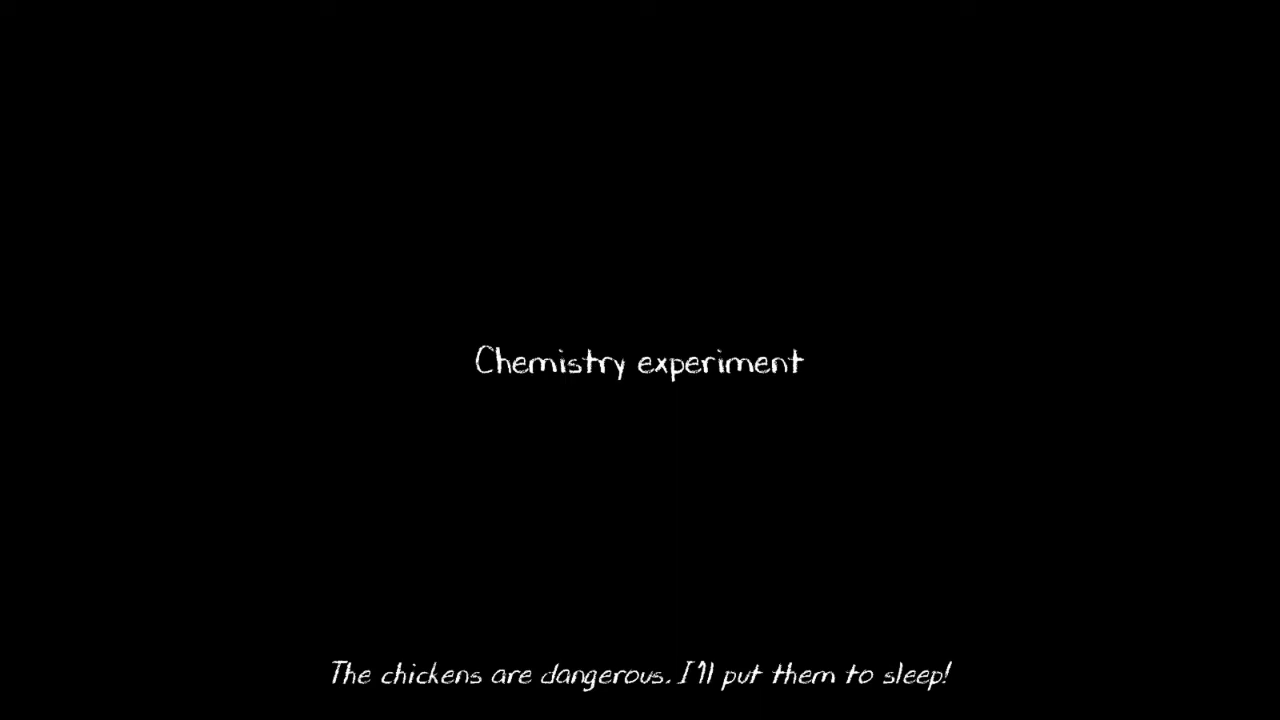 Chemistry experiment
The chickens are dangerous. I'll put them to sleep!